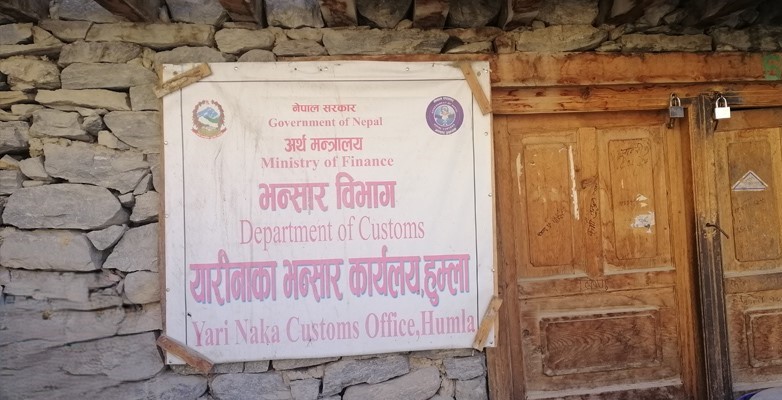 नेपाल सरकार
Government of Nepal
अर्थ मन्त्रालय
Ministry of Finance
भन्सार विभाग
Department of Customs
यारीनाका भन्सार कार्यालय,हुम्ला
Yari Naka Customs Office,Humla